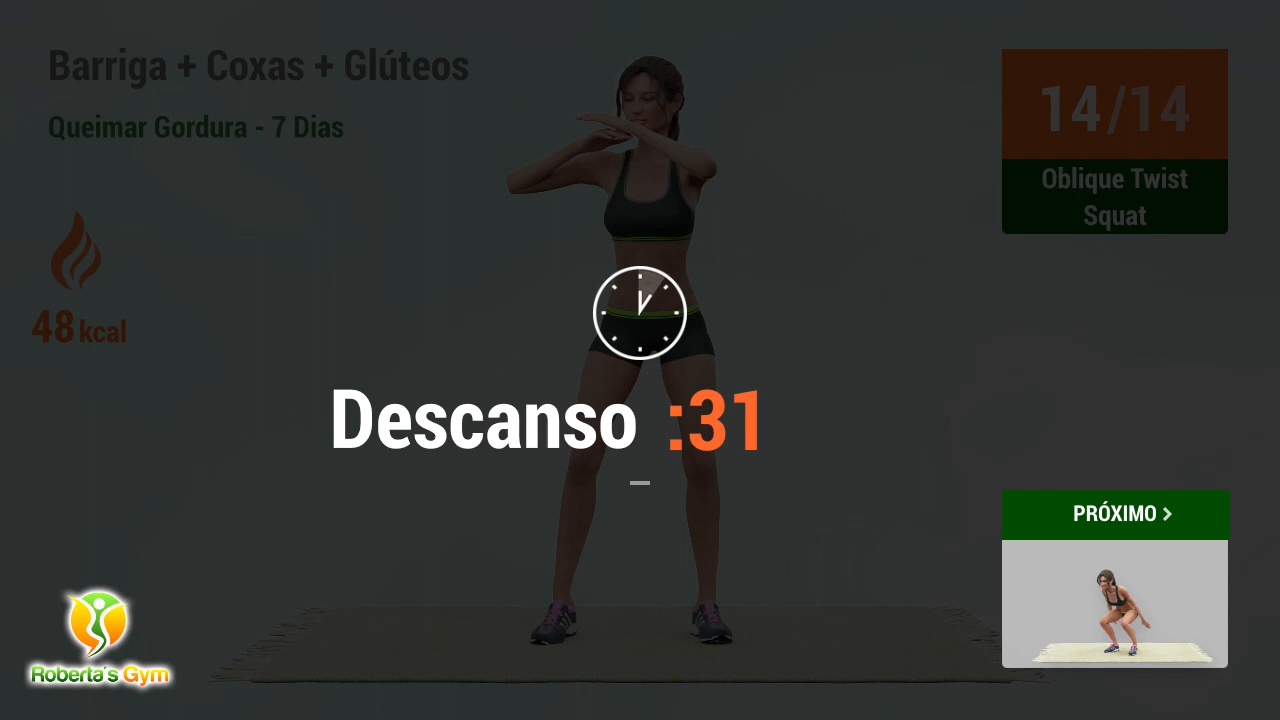 Barriga + Coxas + Glúteos
Queimar Gordura - 7 Dias
14/14
Oblique Twist
Squat
48 kcal
Descanso :31
PRÓXIMO >
Roberta´s Gym